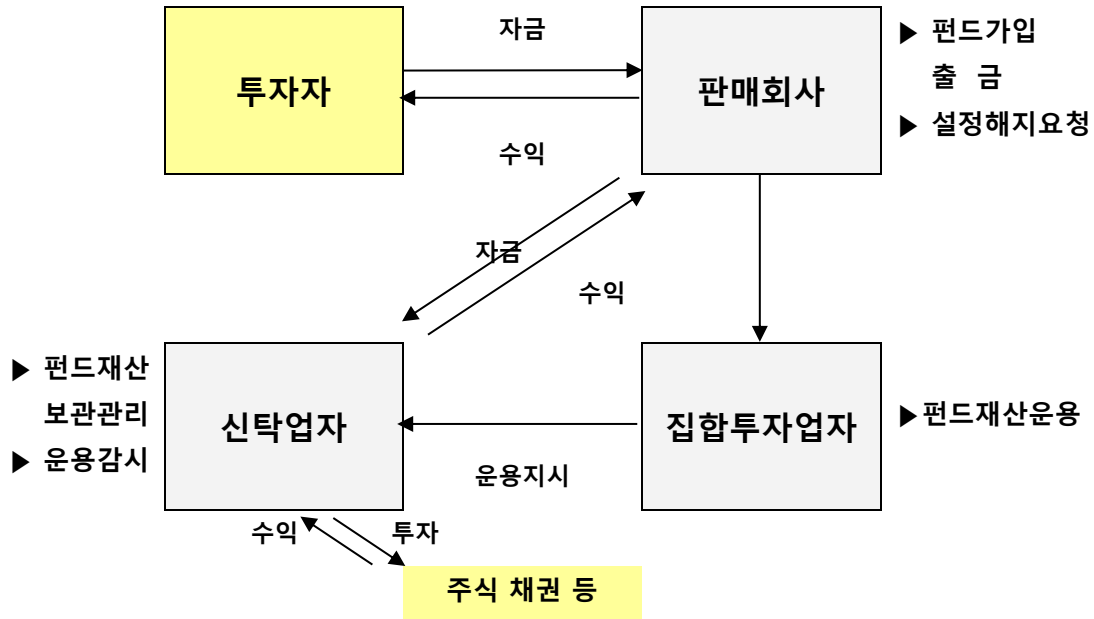 자금
▶ 펀드가입
출 금
▶ 설정해지요청
투자자
판매회사
수익
자금
수익
▶ 펀드재산
보관관리
▶ 운용감시
신탁업자
집합투자업자
▶펀드재산운용
운용지시
수익
투자
주식 채권 등